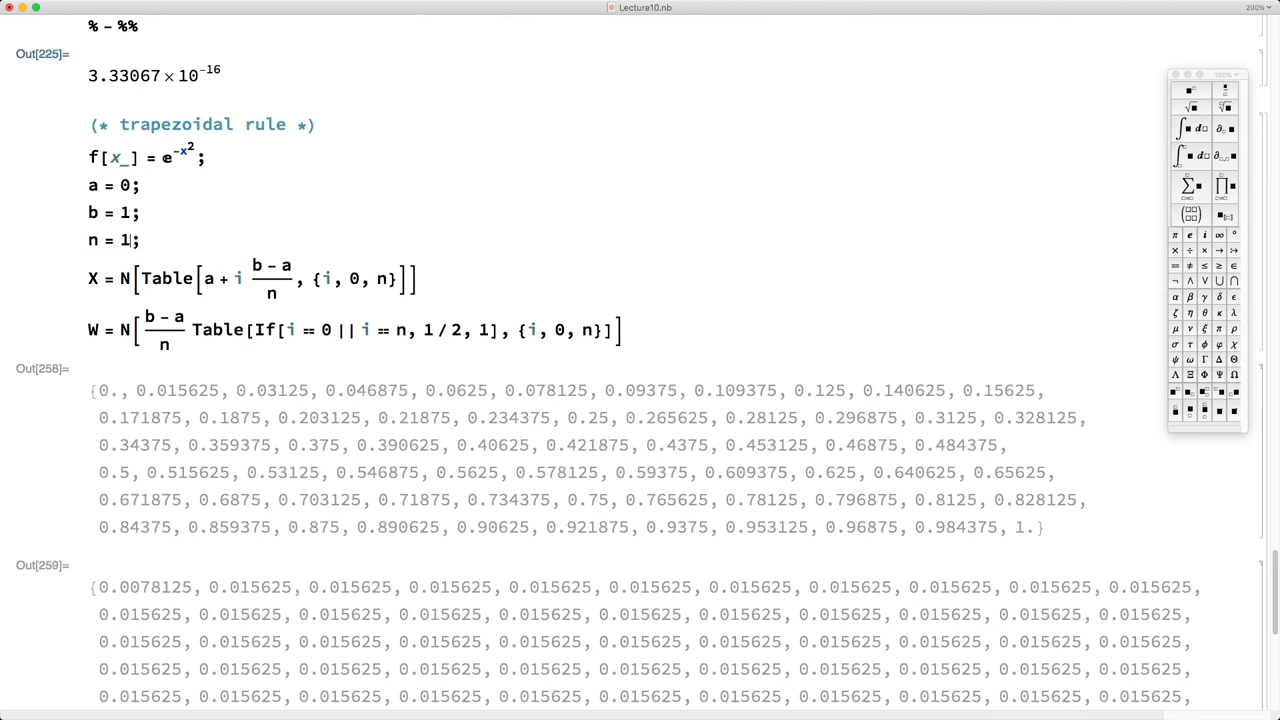 Lecture10.nb
200%
% - %%
Out[225]=
3.33067 × 10^-16
(* trapezoidal rule *)
f[x_] = e^-x^2;
a = 0;
b = 1;
n = 1;
X = N[Table[a + i (b - a)/n, {i, 0, n}]]
W = N[(b - a)/n Table[If[i == 0 || i == n, 1 / 2, 1], {i, 0, n}]]
Out[258]=
{0., 0.015625, 0.03125, 0.046875, 0.0625, 0.078125, 0.09375, 0.109375, 0.125, 0.140625, 0.15625,
0.171875, 0.1875, 0.203125, 0.21875, 0.234375, 0.25, 0.265625, 0.28125, 0.296875, 0.3125, 0.328125,
0.34375, 0.359375, 0.375, 0.390625, 0.40625, 0.421875, 0.4375, 0.453125, 0.46875, 0.484375,
0.5, 0.515625, 0.53125, 0.546875, 0.5625, 0.578125, 0.59375, 0.609375, 0.625, 0.640625, 0.65625,
0.671875, 0.6875, 0.703125, 0.71875, 0.734375, 0.75, 0.765625, 0.78125, 0.796875, 0.8125, 0.828125,
0.84375, 0.859375, 0.875, 0.890625, 0.90625, 0.921875, 0.9375, 0.953125, 0.96875, 0.984375, 1.}
Out[259]=
{0.0078125, 0.015625, 0.015625, 0.015625, 0.015625, 0.015625, 0.015625, 0.015625, 0.015625, 0.015625, 0.015625,
0.015625, 0.015625, 0.015625, 0.015625, 0.015625, 0.015625, 0.015625, 0.015625, 0.015625, 0.015625, 0.015625,
0.015625, 0.015625, 0.015625, 0.015625, 0.015625, 0.015625, 0.015625, 0.015625, 0.015625, 0.015625, 0.015625,
0.015625, 0.015625, 0.015625, 0.015625, 0.015625, 0.015625, 0.015625, 0.015625, 0.015625, 0.015625, 0.015625,
0.015625, 0.015625, 0.015625, 0.015625, 0.015625, 0.015625, 0.015625, 0.015625, 0.015625, 0.015625, 0.015625,
100%
π e i ∞ °
× ÷ × → :→
== ≠ ≤ ≥ ∈
¬ ∧ ∨ ∪ ∩
α β γ δ ε
ζ η θ κ λ
μ ν ξ π ρ
σ τ φ χ
ψ ω Γ Δ Θ
Λ Ξ Φ Ψ Ω